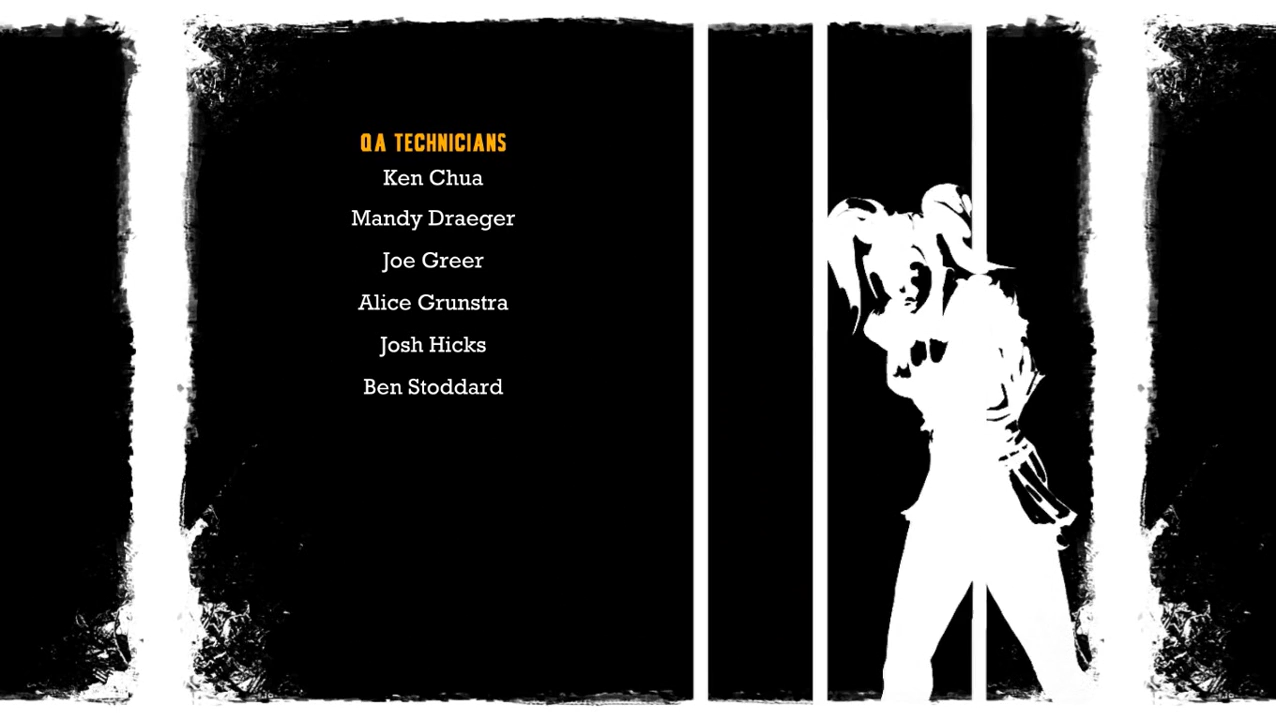 QA TECHNICIANS
Ken Chua
Mandy Draeger
Joe Greer
Alice Grunstra
Josh Hicks
Ben Stoddard